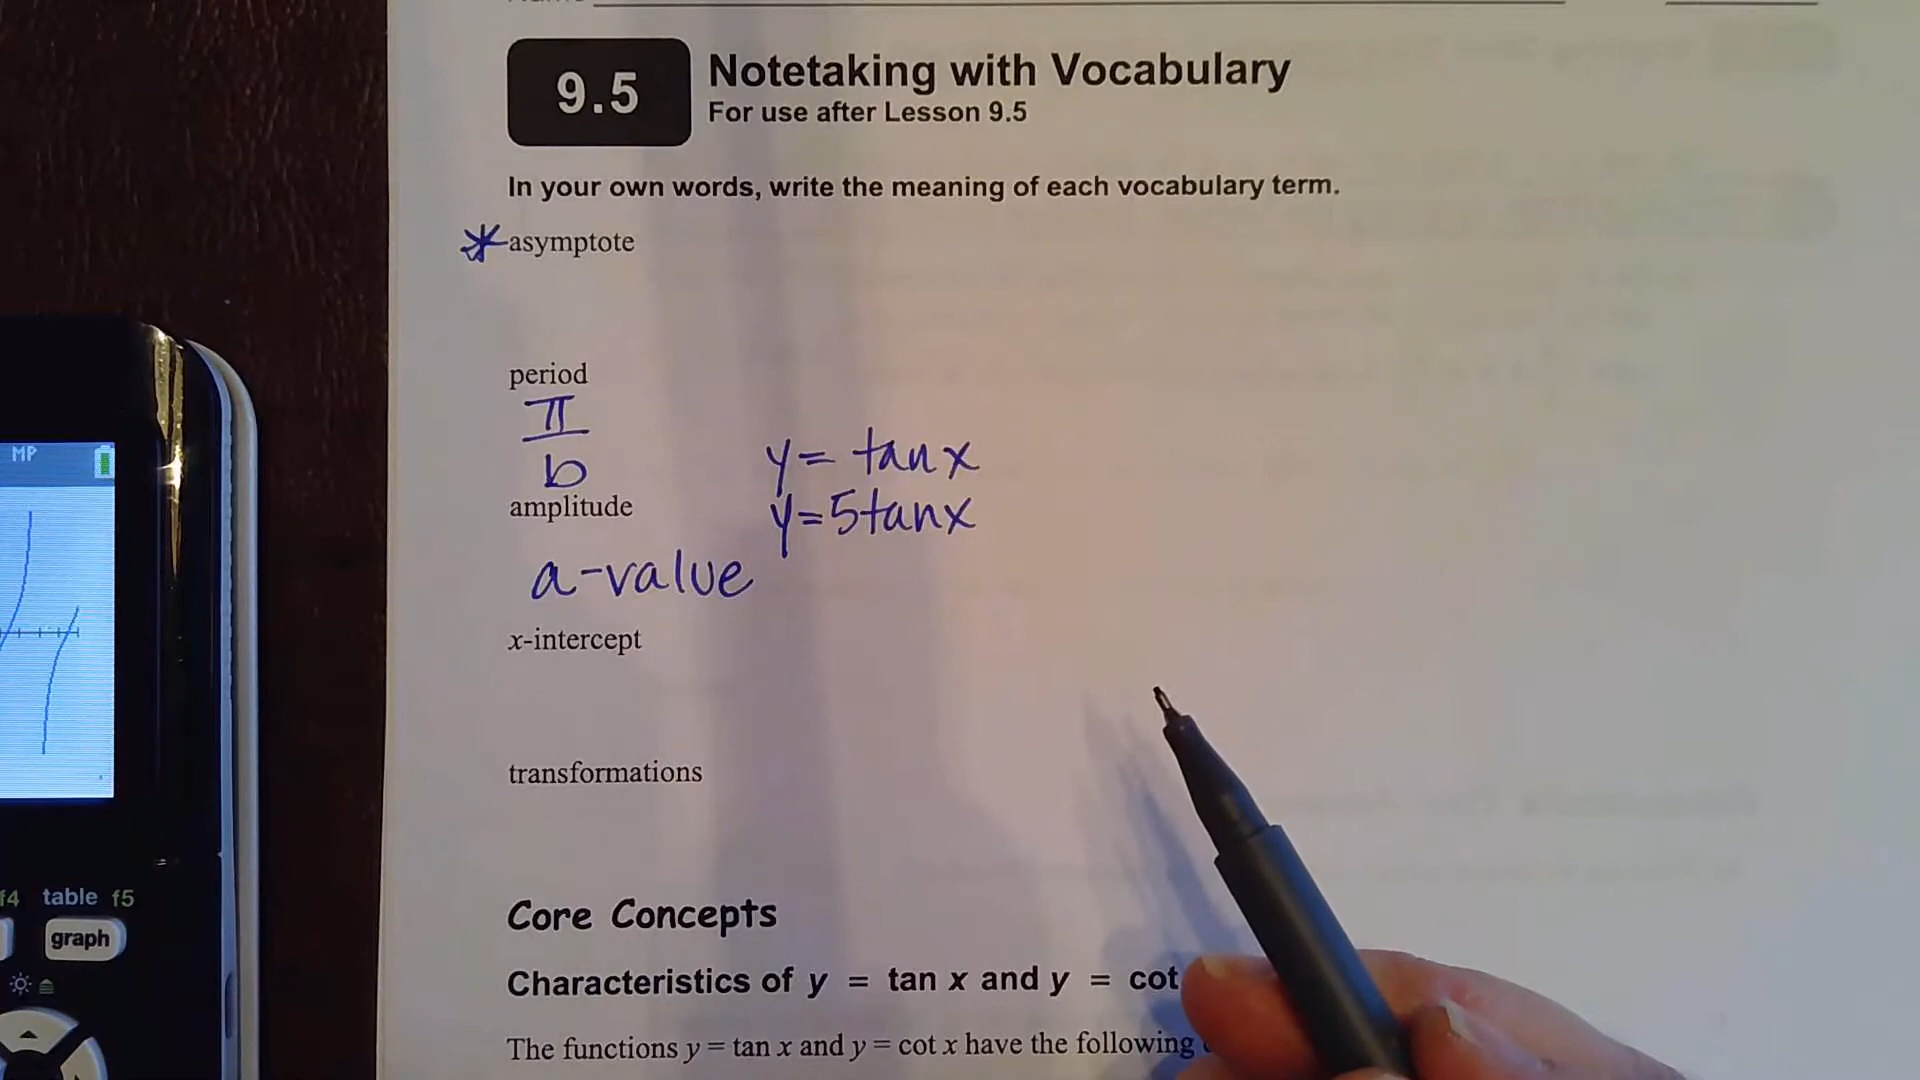 9.5
Notetaking with Vocabulary
For use after Lesson 9.5
In your own words, write the meaning of each vocabulary term.
asymptote
period
π
b
y = tan x
amplitude
y = 5 tan x
a-value
x-intercept
transformations
Core Concepts
Characteristics of y = tan x and y = cot
The functions y = tan x and y = cot x have the following
MP
f4 table f5
graph